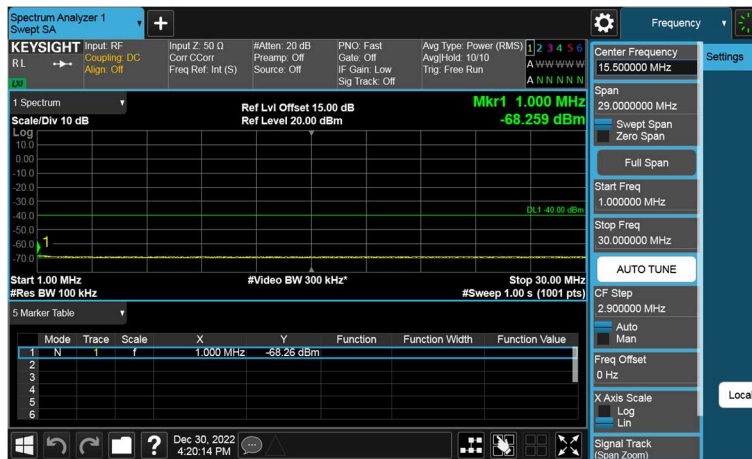 Spectrum Analyzer 1
Swept SA
Frequency
KEYSIGHT
RL
LXI
Input: RF
Coupling: DC
Align: Off
Input Z: 50 Ω
Corr CCorr
Freq Ref: Int (S)
#Atten: 20 dB
Preamp: Off
Source: Off
PNO: Fast
Gate: Off
IF Gain: Low
Sig Track: Off
Avg Type: Power (RMS)
Avg|Hold: 10/10
Trig: Free Run
1 2 3 4 5 6
A W W W W W
A N N N N N
1 Spectrum
Scale/Div 10 dB
Ref Lvl Offset 15.00 dB
Ref Level 20.00 dBm
Mkr1 1.000 MHz
-68.259 dBm
Log
10.0
0.00
-10.0
-20.0
-30.0
-40.0
DL1 -40.00 dBm
-50.0
-60.0
1
-70.0
Start 1.00 MHz
#Video BW 300 kHz*
Stop 30.00 MHz
#Res BW 100 kHz
#Sweep 1.00 s (1001 pts)
5 Marker Table
Mode Trace Scale X Y Function Function Width Function Value
1 N 1 f 1.000 MHz -68.26 dBm
2
3
4
5
6
Dec 30, 2022
4:20:14 PM
Center Frequency
15.500000 MHz
Span
29.0000000 MHz
Swept Span
Zero Span
Full Span
Start Freq
1.000000 MHz
Stop Freq
30.000000 MHz
AUTO TUNE
CF Step
2.900000 MHz
Auto
Man
Freq Offset
0 Hz
X Axis Scale
Log
Lin
Signal Track
(Span Zoom)
Settings
Local